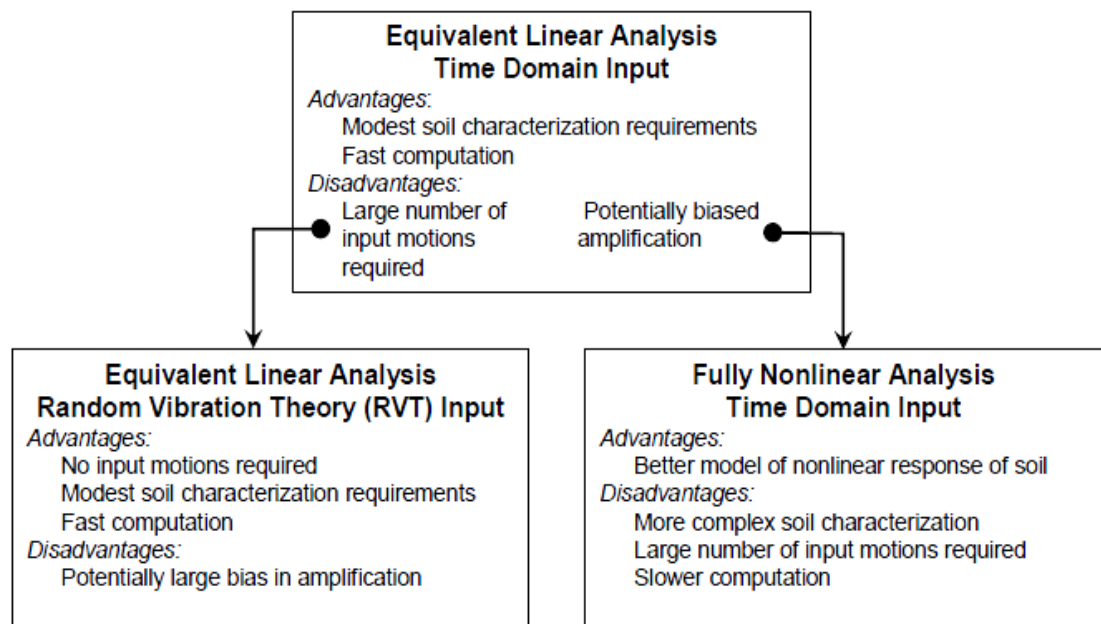 Equivalent Linear Analysis
Time Domain Input
Advantages:
Modest soil characterization requirements
Fast computation
Disadvantages:
Large number of
input motions
required
Potentially biased
amplification
Equivalent Linear Analysis
Random Vibration Theory (RVT) Input
Advantages:
No input motions required
Modest soil characterization requirements
Fast computation
Disadvantages:
Potentially large bias in amplification
Fully Nonlinear Analysis
Time Domain Input
Advantages:
Better model of nonlinear response of soil
Disadvantages:
More complex soil characterization
Large number of input motions required
Slower computation